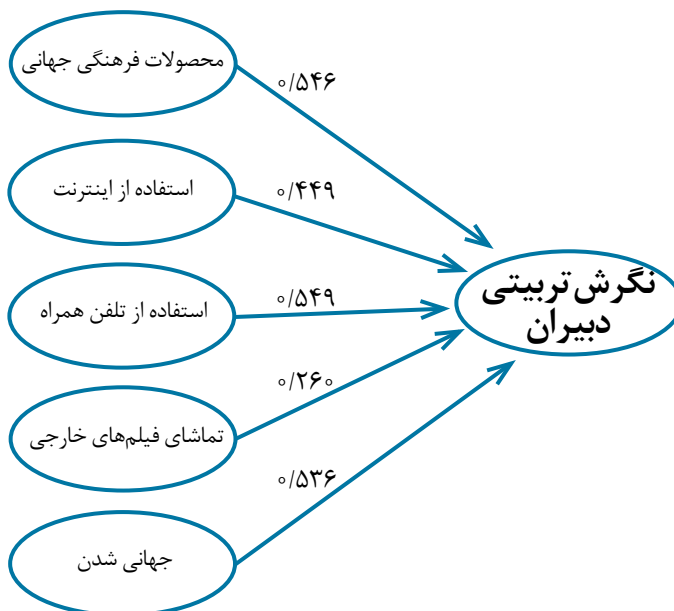 محصولات فرهنگی جهانی
۰/۵۴۶
استفاده از اینترنت
۰/۴۴۹
استفاده از تلفن همراه
۰/۵۴۹
تماشای فیلم‌های خارجی
۰/۲۶۰
جهانی شدن
۰/۵۳۶
نگرش تربیتی
دبیران